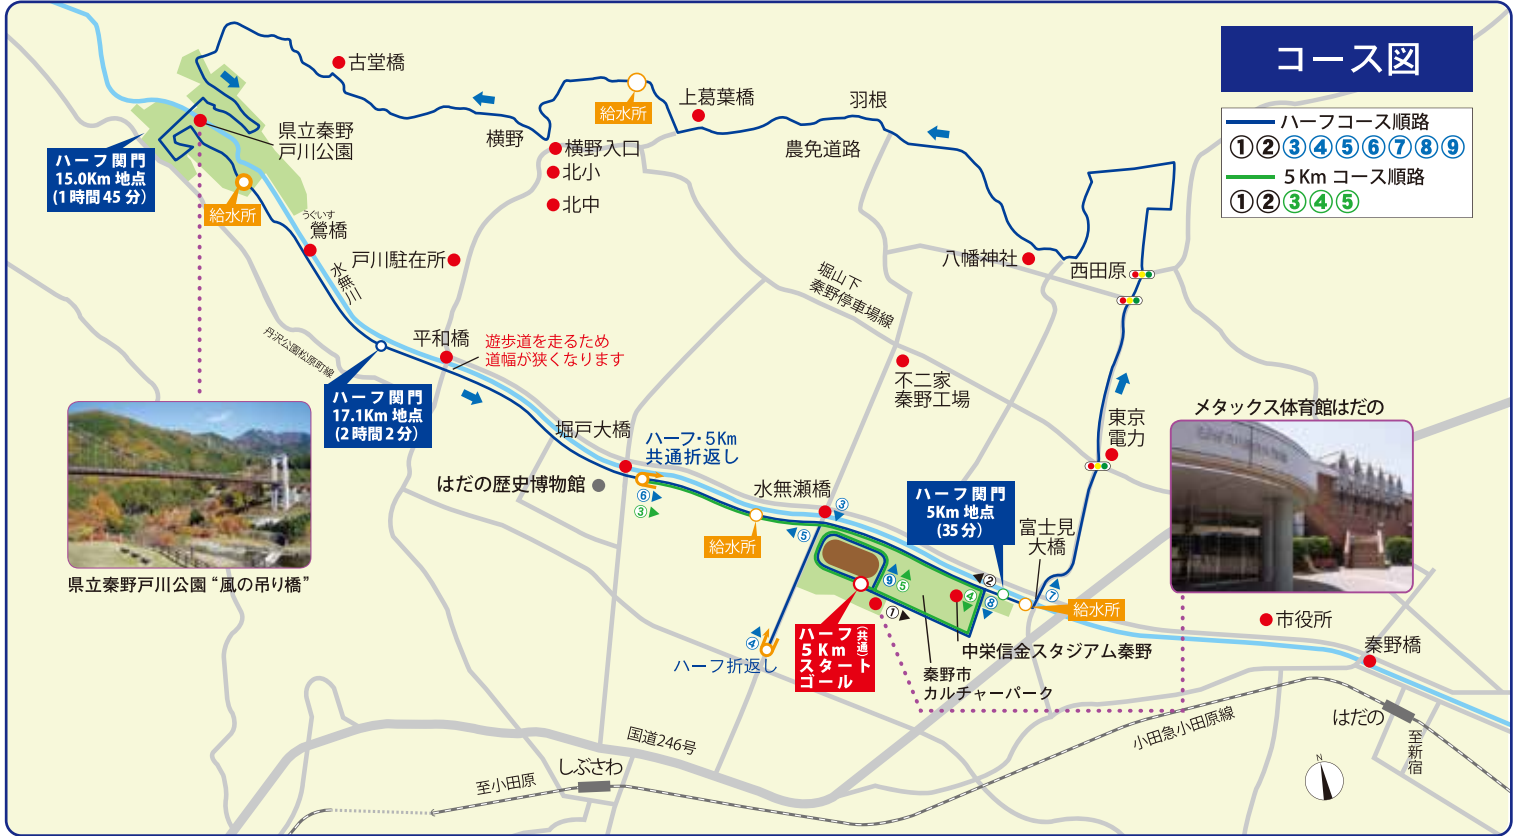 コース図
ハーフコース順路
①②③④⑤⑥⑦⑧⑨
5Kmコース順路
①②③④⑤
古堂橋
給水所
上葛葉橋
羽根
横野
農免道路
県立秦野
戸川公園
横野入口
北小
北中
ハーフ関門
15.0Km 地点
(1時間45分)
給水所
うぐいす
鶯橋
水無川
戸川駐在所
八幡神社
西田原
堀山下
秦野停車場線
丹沢公園松原町線
平和橋
遊歩道を走るため
道幅が狭くなります
不二家
秦野工場
ハーフ関門
17.1Km 地点
(2時間2分)
東京
電力
メタックス体育館はだの
堀戸大橋
ハーフ・5Km
共通折返し
はだの歴史博物館
⑥
③
水無瀬橋
③
ハーフ関門
5Km 地点
(35分)
富士見
大橋
給水所
⑤
②
⑨
⑤
④
⑧
⑦
給水所
①
県立秦野戸川公園“風の吊り橋”
市役所
④
ハーフ折返し
ハーフ
5Km
(共通)
スタート
ゴール
中栄信金スタジアム秦野
秦野市
カルチャーパーク
秦野橋
はだの
至新宿
小田急小田原線
国道246号
しぶさわ
至小田原
N